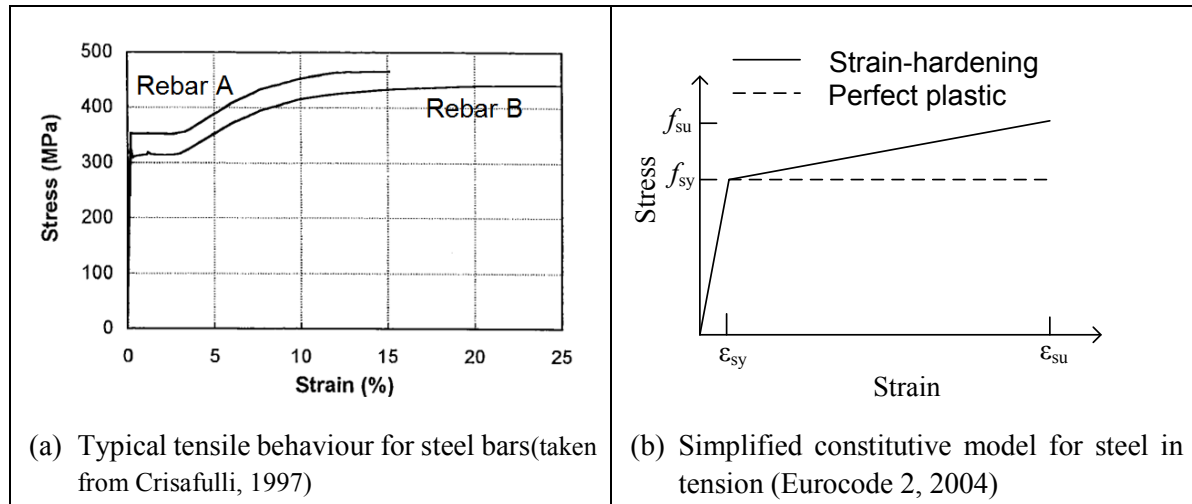 500
400
300
200
100
0
Stress (MPa)
Rebar A
Rebar B
0 5 10 15 20 25
Strain (%)
(a) Typical tensile behaviour for steel bars(taken
from Crisafulli, 1997)
Strain-hardening
Perfect plastic
fsu
fsy
Stress
εsy εsu
Strain
(b) Simplified constitutive model for steel in
tension (Eurocode 2, 2004)